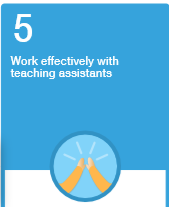 5
Work effectively with
teaching assistants